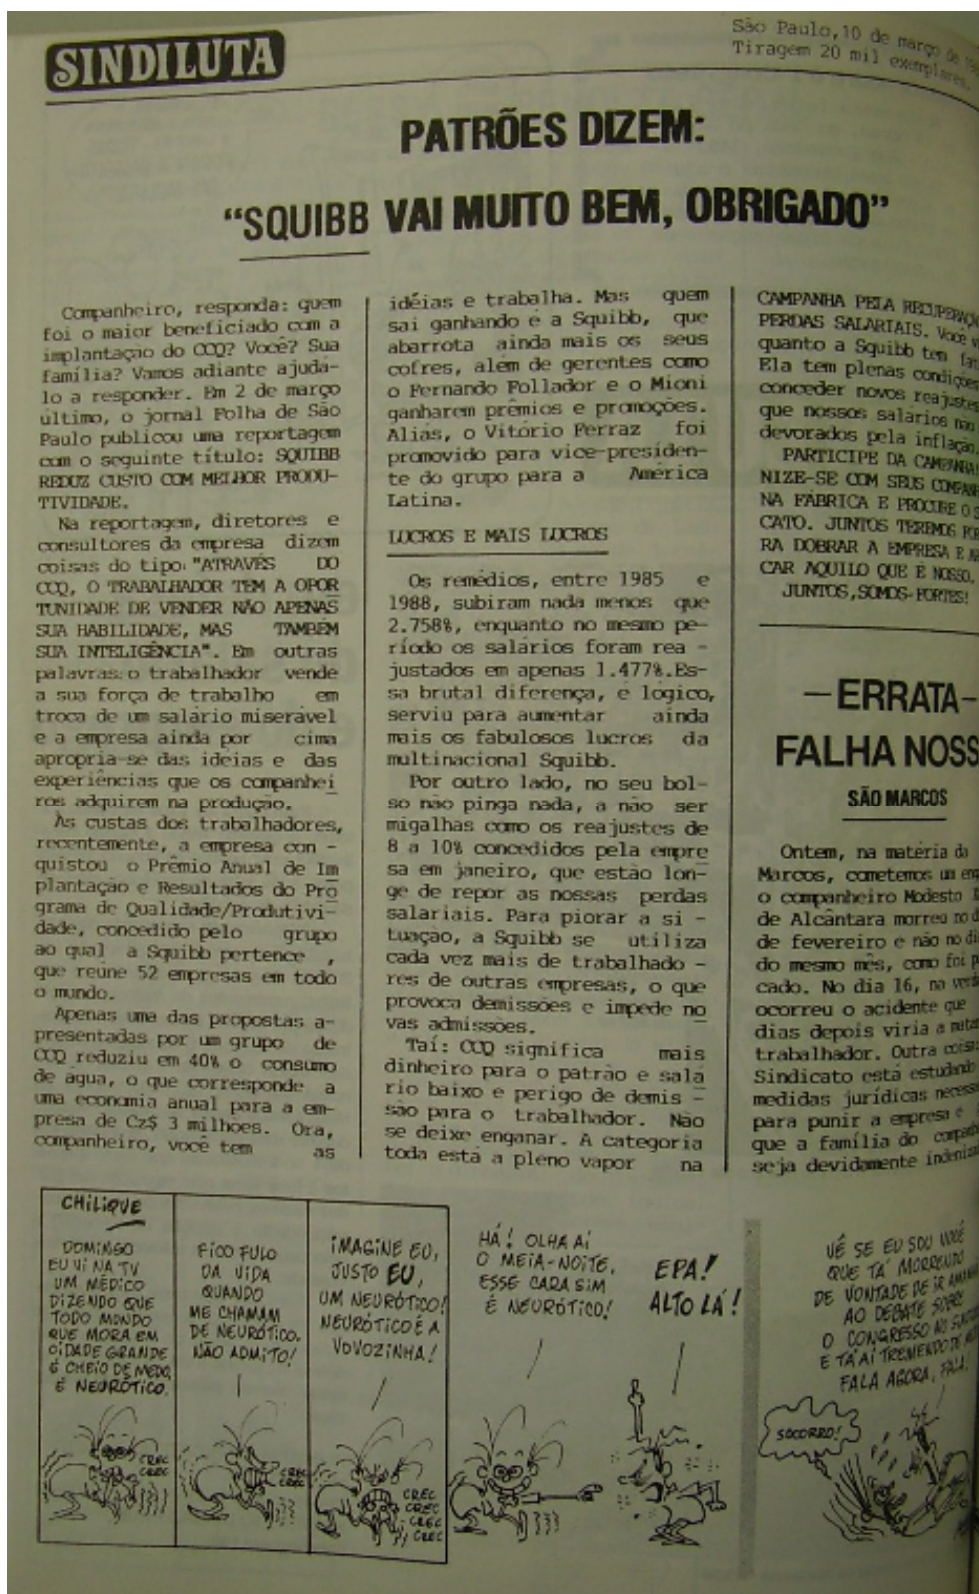 SINDILUTA
São Paulo, 10 de março de
Tiragem 20 mil exemplares.
PATRÕES DIZEM:
"SQUIBB VAI MUITO BEM, OBRIGADO"
Companheiro, responda: quem
foi o maior beneficiado com a
implantação do CCQ? Você? Sua
família? Vamos adiante ajudá-
lo a responder. Em 2 de março
último, o jornal Folha de São
Paulo publicou uma reportagem
com o seguinte título: SQUIBB
REDUZ CUSTO COM MELHOR PRODU-
TIVIDADE.
Na reportagem, diretores e
consultores da empresa dizem
coisas do tipo: "ATRAVÉS DO
CCQ, O TRABALHADOR TEM A OPOR
TUNIDADE DE VENDER NÃO APENAS
SUA HABILIDADE, MAS TAMBÉM
SUA INTELIGÊNCIA". Em outras
palavras: o trabalhador vende
a sua força de trabalho em
troca de um salário miserável
e a empresa ainda por cima
apropria-se das idéias e das
experiências que os companhei
ros adquirem na produção.
Às custas dos trabalhadores,
recentemente, a empresa con -
quistou o Prêmio Anual de Im
plantação e Resultados do Pro
grama de Qualidade/Produtivi-
dade, concedido pelo grupo
ao qual a Squibb pertence ,
que reúne 52 empresas em todo
o mundo.
Apenas uma das propostas a-
presentadas por um grupo de
CCQ reduziu em 40% o consumo
de água, o que corresponde a
uma economia anual para a em-
presa de Cz$ 3 milhões. Ora,
companheiro, você tem as
idéias e trabalha. Mas quem
sai ganhando é a Squibb, que
abarrota ainda mais os seus
cofres, além de gerentes como
o Fernando Follador e o Mioni
ganharem prêmios e promoções.
Aliás, o Vitório Ferraz foi
promovido para vice-presiden-
te do grupo para a América
Latina.
LUCROS E MAIS LUCROS
Os remédios, entre 1985 e
1988, subiram nada menos que
2.758%, enquanto no mesmo pe-
ríodo os salários foram rea -
justados em apenas 1.477%.Es-
sa brutal diferença, é lógico,
serviu para aumentar ainda
mais os fabulosos lucros da
multinacional Squibb.
Por outro lado, no seu bol-
so não pinga nada, a não ser
migalhas como os reajustes de
8 a 10% concedidos pela empre
sa em janeiro, que estão lon-
ge de repor as nossas perdas
salariais. Para piorar a si -
tuação, a Squibb se utiliza
cada vez mais de trabalhado -
res de outras empresas, o que
provoca demissões e impede no
vas admissões.
Taí: CCQ significa mais
dinheiro para o patrão e salá
rio baixo e perigo de demis -
são para o trabalhador. Não
se deixe enganar. A categoria
toda está a pleno vapor na
CAMPANHA PELA RECUPERAÇÃO
PERDAS SALARIAIS. Você
quanto a Squibb tem
Ela tem plenas condições
conceder novos reajustes
que nossos salários não
devorados pela inflação.
PARTICIPE DA CAMPANHA!
NIZE-SE COM SEUS
NA FÁBRICA E PROCURE O
CATO. JUNTOS TEREMOS
RA DOBRAR A EMPRESA E
CAR AQUILO QUE É NOSSO.
JUNTOS, SOMOS FORTES!
—ERRATA—
FALHA NOSS
SÃO MARCOS
Ontem, na matéria da
Marcos, cometemos um
o companheiro Modesto
de Alcântara morreu no
de fevereiro e não no
do mesmo mês, como foi
cado. No dia 16, na
ocorreu o acidente que
dias depois viria a
trabalhador. Outra
Sindicato está estudando
medidas jurídicas
para punir a empresa e
que a família do
seja devidamente
CHILIQUE
DOMINGO
EU VI NA TV
UM MÉDICO
DIZENDO QUE
TODO MUNDO
QUE MORA EM
CIDADE GRANDE
É CHEIO DE MEDO,
É NEURÓTICO.
CREC
CREC
FICO FULO
DA VIDA
QUANDO
ME CHAMAM
DE NEURÓTICO.
NÃO ADMITO!
CREC
CREC
IMAGINE EU,
JUSTO EU,
UM NEURÓTICO!
NEURÓTICO É A
VOVOZINHA!
CREC
CREC
CREC
CREC
HÁ! OLHA AÍ
O MEIA-NOITE,
ESSE CARA SIM
É NEURÓTICO!
EPA!
ALTO LÁ!
VÊ SE EU SOU VOCÊ
QUE TÁ MORRENDO
DE VONTADE DE IR
AO DEBATE SOBRE
O CONGRESSO NO
E TÁ AÍ TREMENDO DE
FALA AGORA, FALA.
SOCORRO!